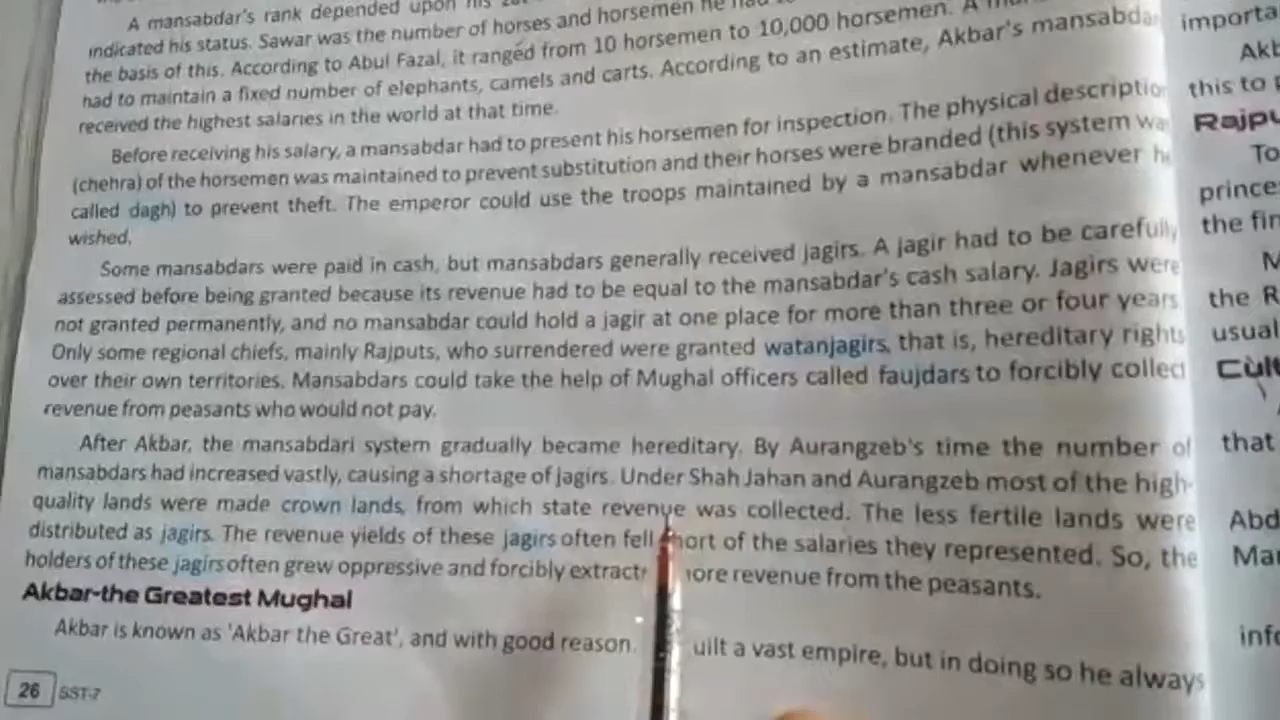 A mansabdar's rank depended upon his
indicated his status. Sawar was the number of horses and horsemen he had
the basis of this. According to Abul Fazal, it ranged from 10 horsemen to 10,000 horsemen. A
had to maintain a fixed number of elephants, camels and carts. According to an estimate, Akbar's mansabda
received the highest salaries in the world at that time.
Before receiving his salary, a mansabdar had to present his horsemen for inspection. The physical descriptio
(chehra) of the horsemen was maintained to prevent substitution and their horses were branded (this system wa
called dagh) to prevent theft. The emperor could use the troops maintained by a mansabdar whenever h
wished.
Some mansabdars were paid in cash, but mansabdars generally received jagirs. A jagir had to be carefully
assessed before being granted because its revenue had to be equal to the mansabdar's cash salary. Jagirs were
not granted permanently, and no mansabdar could hold a jagir at one place for more than three or four years
Only some regional chiefs, mainly Rajputs, who surrendered were granted watanjagirs, that is, hereditary rights
over their own territories. Mansabdars could take the help of Mughal officers called faujdars to forcibly collect
revenue from peasants who would not pay.
After Akbar, the mansabdari system gradually became hereditary. By Aurangzeb's time the number of
mansabdars had increased vastly, causing a shortage of jagirs. Under Shah Jahan and Aurangzeb most of the high-
quality lands were made crown lands, from which state revenue was collected. The less fertile lands were
distributed as jagirs. The revenue yields of these jagirs often fell hort of the salaries they represented. So, the
holders of these jagirs often grew oppressive and forcibly extract ore revenue from the peasants.
Akbar-the Greatest Mughal
Akbar is known as 'Akbar the Great', and with good reason. uilt a vast empire, but in doing so he always
26 SST-7
importa
Akb
this to
Rajpu
To
prince
the fir
M
the R
usual
Cult
that
Abd
Mar
info